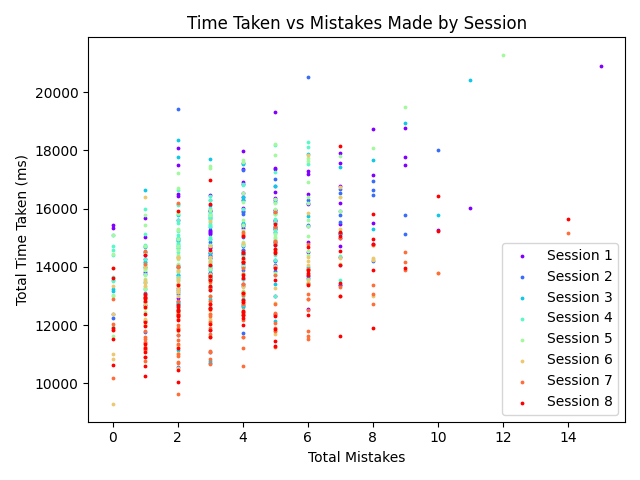 Time Taken vs Mistakes Made by Session
Total Time Taken (ms)
20000
18000
16000
14000
12000
10000
0 2 4 6 8 10 12 14
Total Mistakes
Session 1
Session 2
Session 3
Session 4
Session 5
Session 6
Session 7
Session 8